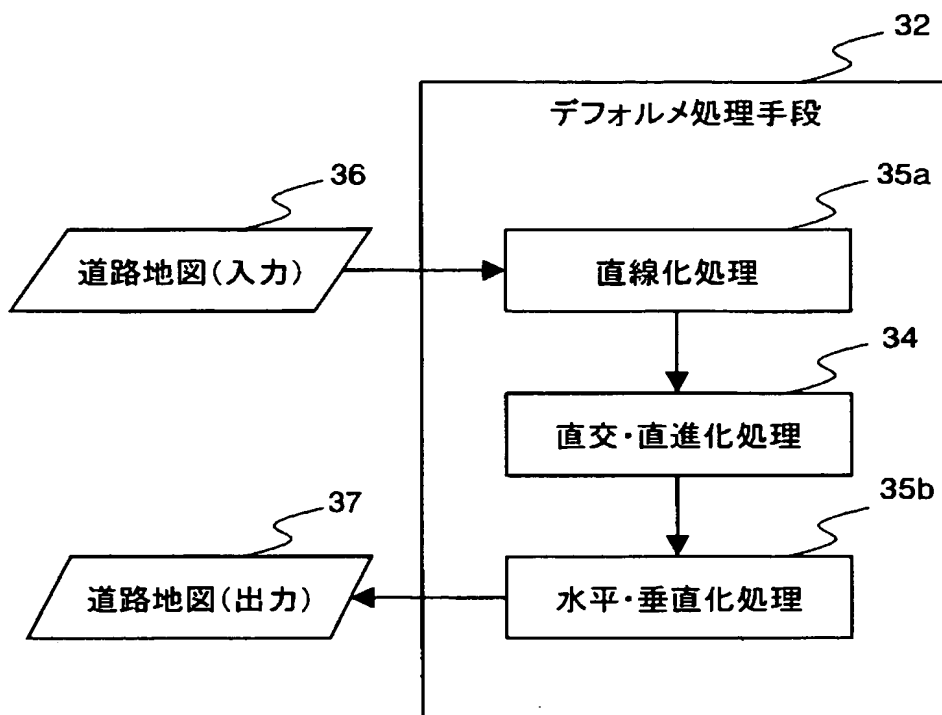 32
デフォルメ処理手段
36
35a
道路地図(入力)
直線化処理
34
直交・直進化処理
37
35b
道路地図(出力)
水平・垂直化処理